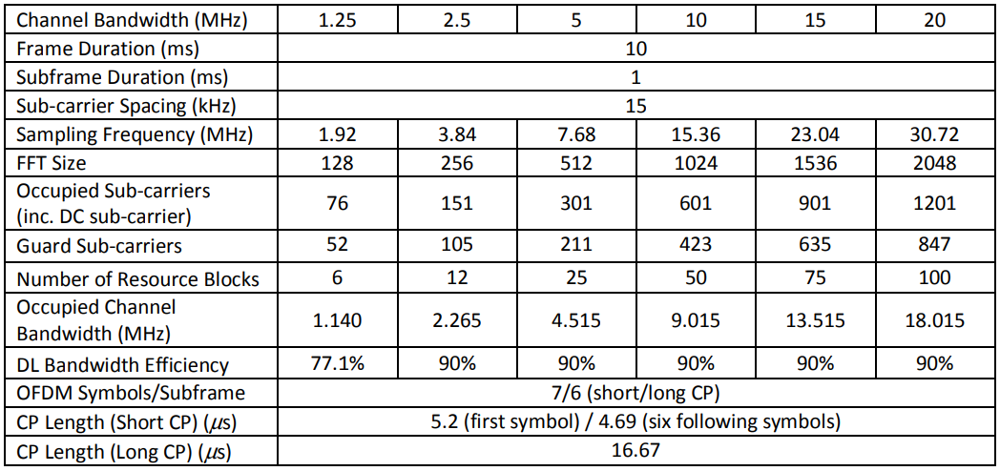 Channel Bandwidth (MHz) 1.25 2.5 5 10 15 20
Frame Duration (ms) 10
Subframe Duration (ms) 1
Sub-carrier Spacing (kHz) 15
Sampling Frequency (MHz) 1.92 3.84 7.68 15.36 23.04 30.72
FFT Size 128 256 512 1024 1536 2048
Occupied Sub-carriers
(inc. DC sub-carrier) 76 151 301 601 901 1201
Guard Sub-carriers 52 105 211 423 635 847
Number of Resource Blocks 6 12 25 50 75 100
Occupied Channel
Bandwidth (MHz) 1.140 2.265 4.515 9.015 13.515 18.015
DL Bandwidth Efficiency 77.1% 90% 90% 90% 90% 90%
OFDM Symbols/Subframe 7/6 (short/long CP)
CP Length (Short CP) (μs) 5.2 (first symbol) / 4.69 (six following symbols)
CP Length (Long CP) (μs) 16.67